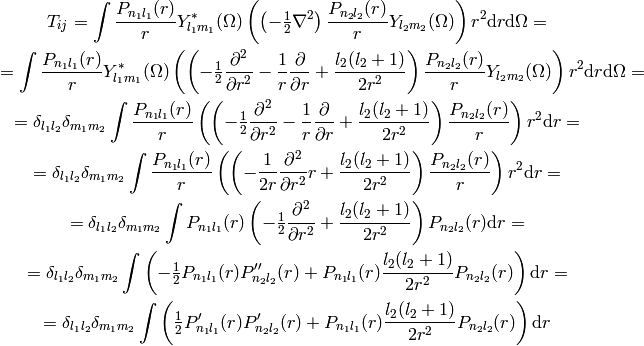 $T_{ij} = \int \frac{P_{n_1 l_1}(r)}{r} Y^*_{l_1 m_1}(\Omega) \left( \left( -\frac{1}{2} \nabla^2 \right) \frac{P_{n_2 l_2}(r)}{r} Y_{l_2 m_2}(\Omega) \right) r^2 \mathrm{d}r \mathrm{d}\Omega =$
$= \int \frac{P_{n_1 l_1}(r)}{r} Y^*_{l_1 m_1}(\Omega) \left( \left( -\frac{1}{2} \frac{\partial^2}{\partial r^2} - \frac{1}{r} \frac{\partial}{\partial r} + \frac{l_2(l_2+1)}{2r^2} \right) \frac{P_{n_2 l_2}(r)}{r} Y_{l_2 m_2}(\Omega) \right) r^2 \mathrm{d}r \mathrm{d}\Omega =$
$= \delta_{l_1 l_2} \delta_{m_1 m_2} \int \frac{P_{n_1 l_1}(r)}{r} \left( \left( -\frac{1}{2} \frac{\partial^2}{\partial r^2} - \frac{1}{r} \frac{\partial}{\partial r} + \frac{l_2(l_2+1)}{2r^2} \right) \frac{P_{n_2 l_2}(r)}{r} \right) r^2 \mathrm{d}r =$
$= \delta_{l_1 l_2} \delta_{m_1 m_2} \int \frac{P_{n_1 l_1}(r)}{r} \left( \left( -\frac{1}{2r} \frac{\partial^2}{\partial r^2} r + \frac{l_2(l_2+1)}{2r^2} \right) \frac{P_{n_2 l_2}(r)}{r} \right) r^2 \mathrm{d}r =$
$= \delta_{l_1 l_2} \delta_{m_1 m_2} \int P_{n_1 l_1}(r) \left( -\frac{1}{2} \frac{\partial^2}{\partial r^2} + \frac{l_2(l_2+1)}{2r^2} \right) P_{n_2 l_2}(r) \mathrm{d}r =$
$= \delta_{l_1 l_2} \delta_{m_1 m_2} \int \left( -\frac{1}{2} P_{n_1 l_1}(r) P''_{n_2 l_2}(r) + P_{n_1 l_1}(r) \frac{l_2(l_2+1)}{2r^2} P_{n_2 l_2}(r) \right) \mathrm{d}r =$
$= \delta_{l_1 l_2} \delta_{m_1 m_2} \int \left( \frac{1}{2} P'_{n_1 l_1}(r) P'_{n_2 l_2}(r) + P_{n_1 l_1}(r) \frac{l_2(l_2+1)}{2r^2} P_{n_2 l_2}(r) \right) \mathrm{d}r$